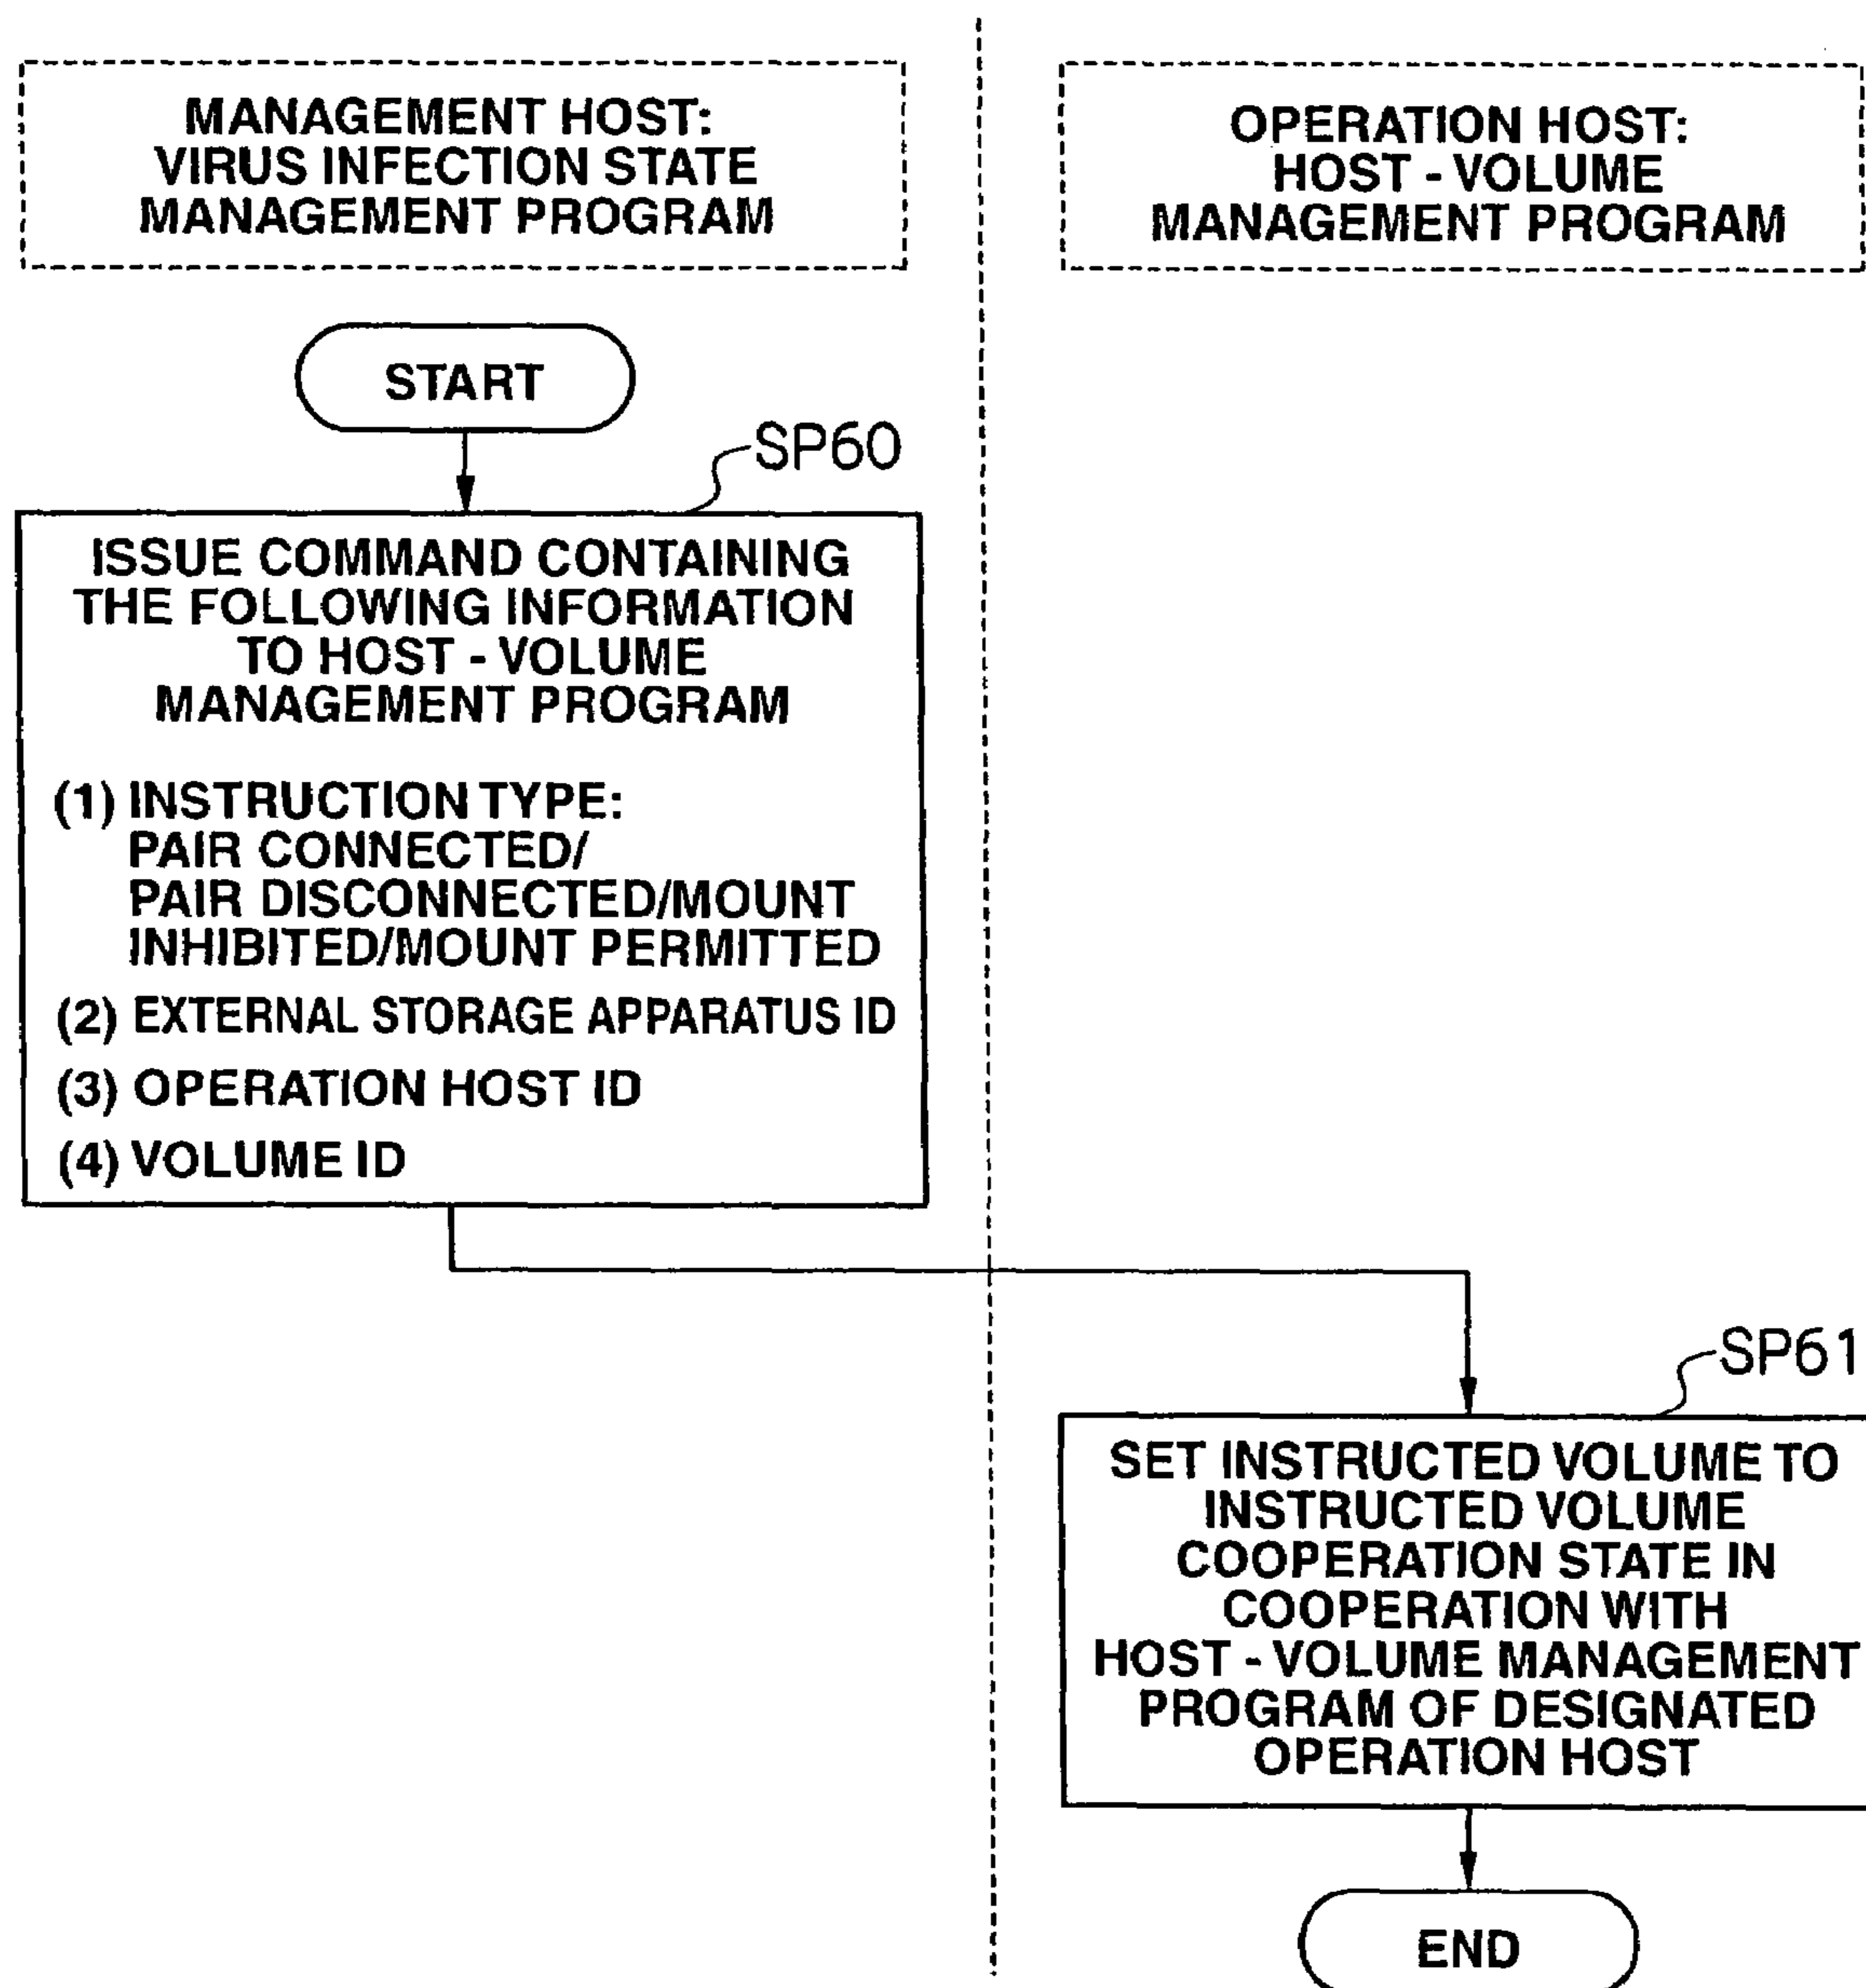 MANAGEMENT HOST:
VIRUS INFECTION STATE
MANAGEMENT PROGRAM
OPERATION HOST:
HOST - VOLUME
MANAGEMENT PROGRAM
START
SP60
ISSUE COMMAND CONTAINING
THE FOLLOWING INFORMATION
TO HOST - VOLUME
MANAGEMENT PROGRAM
(1) INSTRUCTION TYPE:
PAIR CONNECTED/
PAIR DISCONNECTED/MOUNT
INHIBITED/MOUNT PERMITTED
(2) EXTERNAL STORAGE APPARATUS ID
(3) OPERATION HOST ID
(4) VOLUME ID
SP61
SET INSTRUCTED VOLUME TO
INSTRUCTED VOLUME
COOPERATION STATE IN
COOPERATION WITH
HOST - VOLUME MANAGEMENT
PROGRAM OF DESIGNATED
OPERATION HOST
END